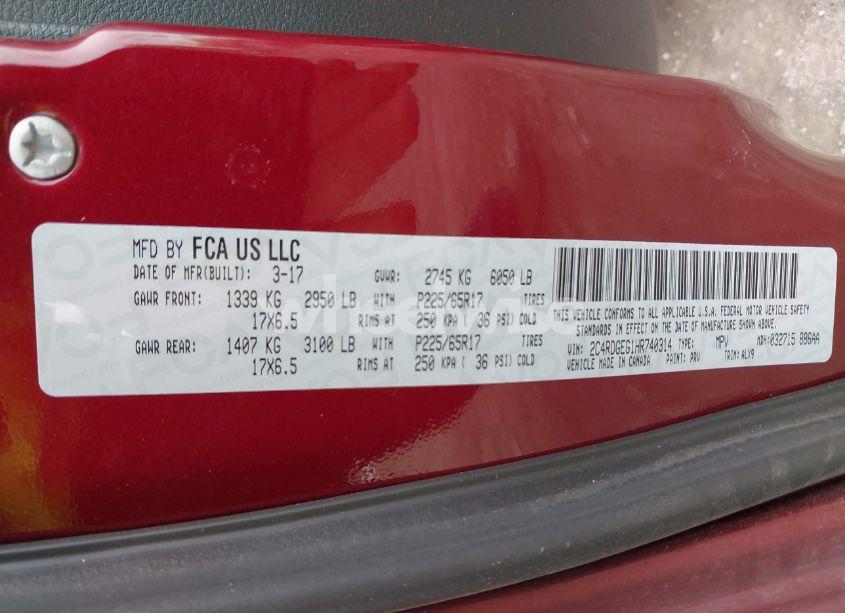 MFD BY FCA US LLC
DATE OF MFR(BUILT): 3-17 GVWR: 2745 KG 6050 LB
GAWR FRONT: 1339 KG 2950 LB WITH P225/65R17 TIRES
17X6.5 RIMS AT 250 KPA ( 36 PSI) COLD
GAWR REAR: 1407 KG 3100 LB WITH P225/65R17 TIRES
17X6.5 RIMS AT 250 KPA ( 36 PSI) COLD
THIS VEHICLE CONFORMS TO ALL APPLICABLE U.S.A. FEDERAL MOTOR VEHICLE SAFETY
STANDARDS IN EFFECT ON THE DATE OF MANUFACTURE SHOWN ABOVE.
VIN: 2C4RDGEG1HR740314 TYPE: MPV MDH:032715 886AA
VEHICLE MADE IN CANADA PAINT: PRV TRIM: ALX9